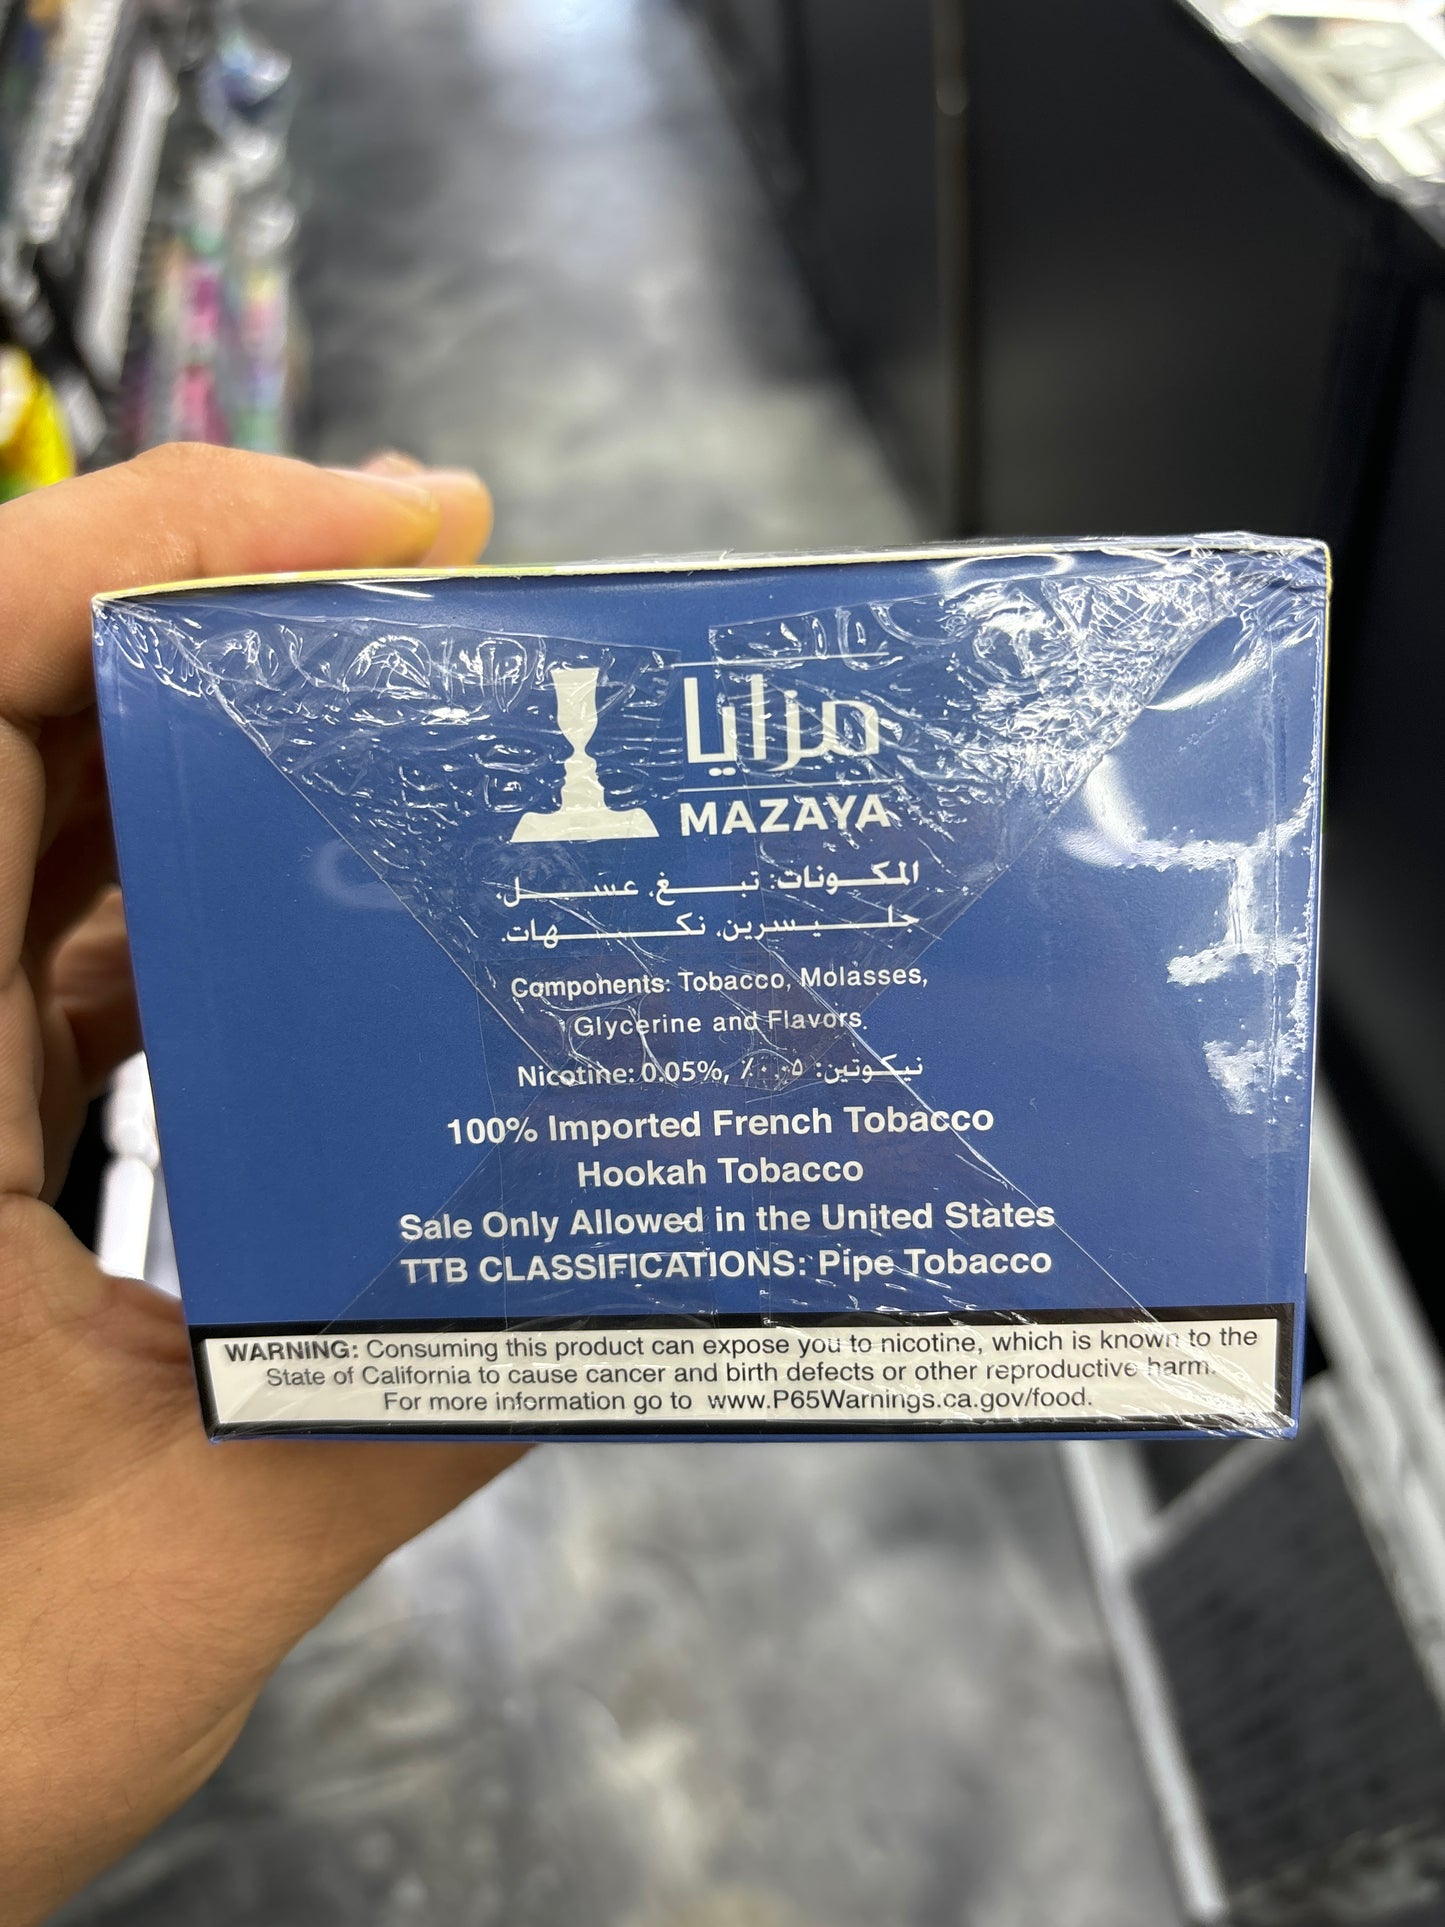 مزايا
MAZAYA
المكونات: تبغ، عسل،
جليسرين، نكهات.
Components: Tobacco, Molasses,
Glycerine and Flavors.
Nicotine: 0.05%, نيكوتين: ٠.٠٥٪
100% Imported French Tobacco
Hookah Tobacco
Sale Only Allowed in the United States
TTB CLASSIFICATIONS: Pipe Tobacco
WARNING: Consuming this product can expose you to nicotine, which is known to the
State of California to cause cancer and birth defects or other reproductive harm.
For more information go to www.P65Warnings.ca.gov/food.